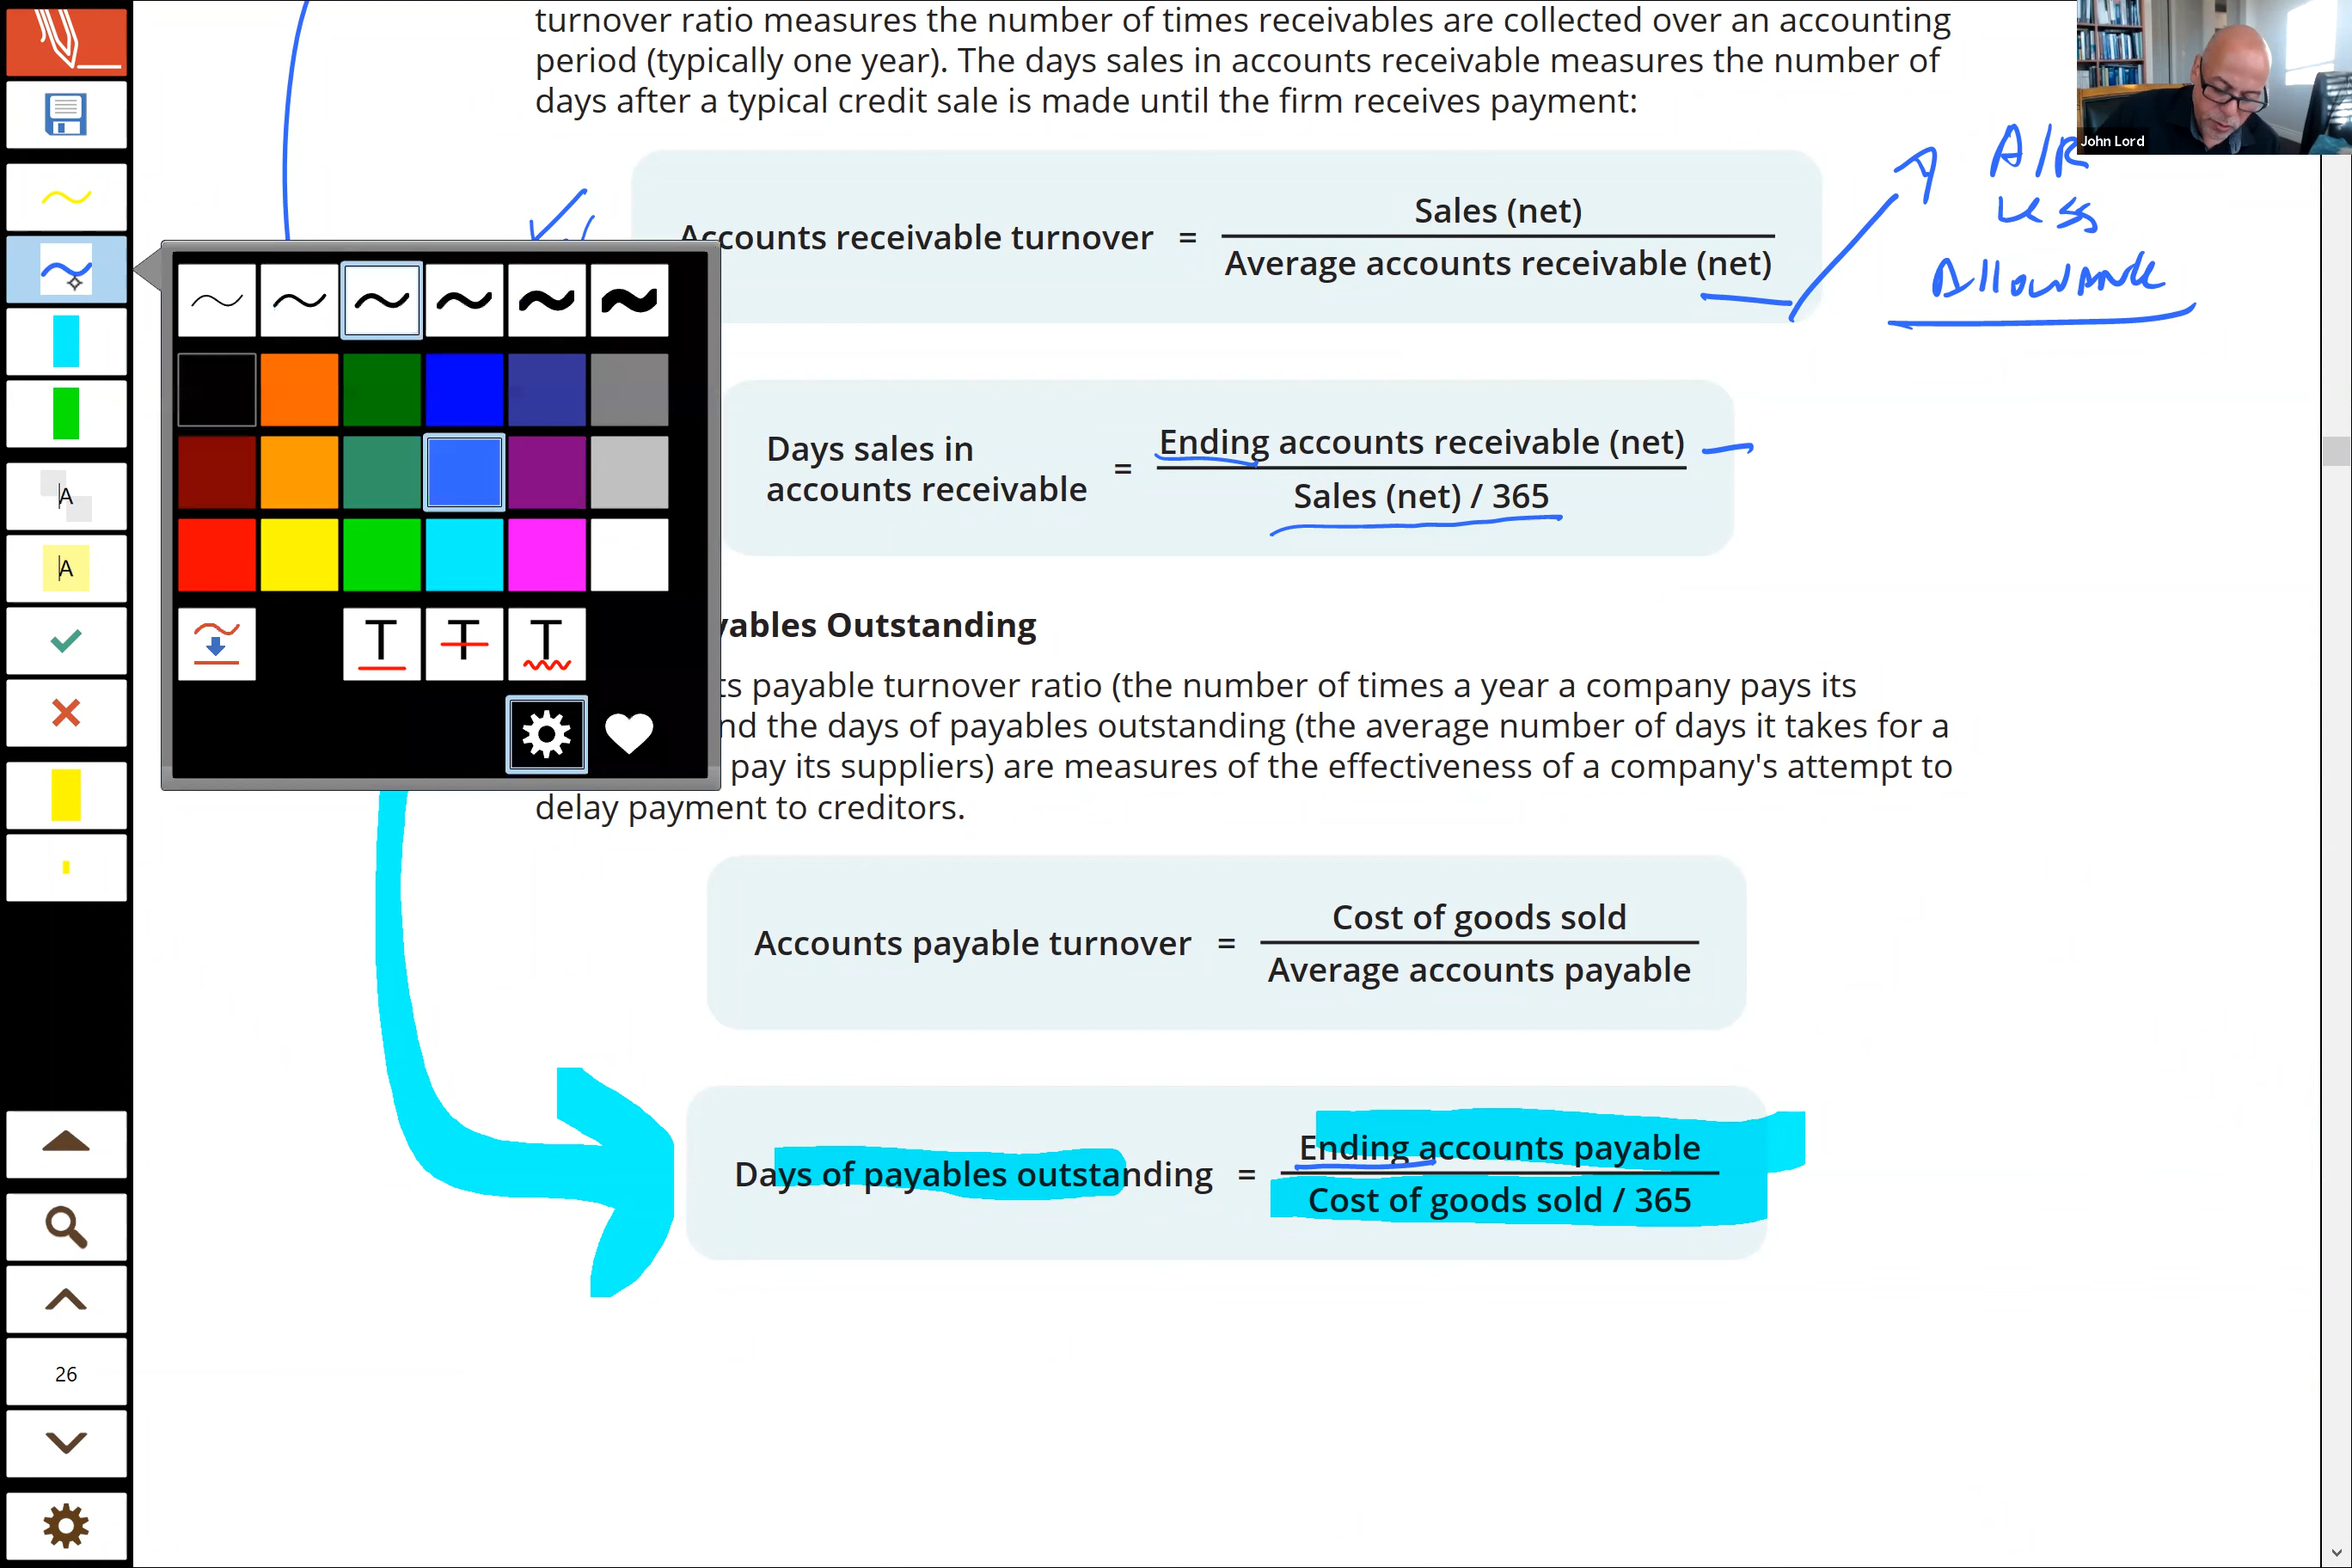 turnover ratio measures the number of times receivables are collected over an accounting
period (typically one year). The days sales in accounts receivable measures the number of
days after a typical credit sale is made until the firm receives payment:
John Lord
A/R
less
Allowance
Accounts receivable turnover = Sales (net)
Average accounts receivable (net)
Days sales in
accounts receivable
= Ending accounts receivable (net)
Sales (net) / 365
yables Outstanding
ts payable turnover ratio (the number of times a year a company pays its
nd the days of payables outstanding (the average number of days it takes for a
pay its suppliers) are measures of the effectiveness of a company's attempt to
delay payment to creditors.
Accounts payable turnover = Cost of goods sold
Average accounts payable
Days of payables outstanding = Ending accounts payable
Cost of goods sold / 365
A
A
T T T
26